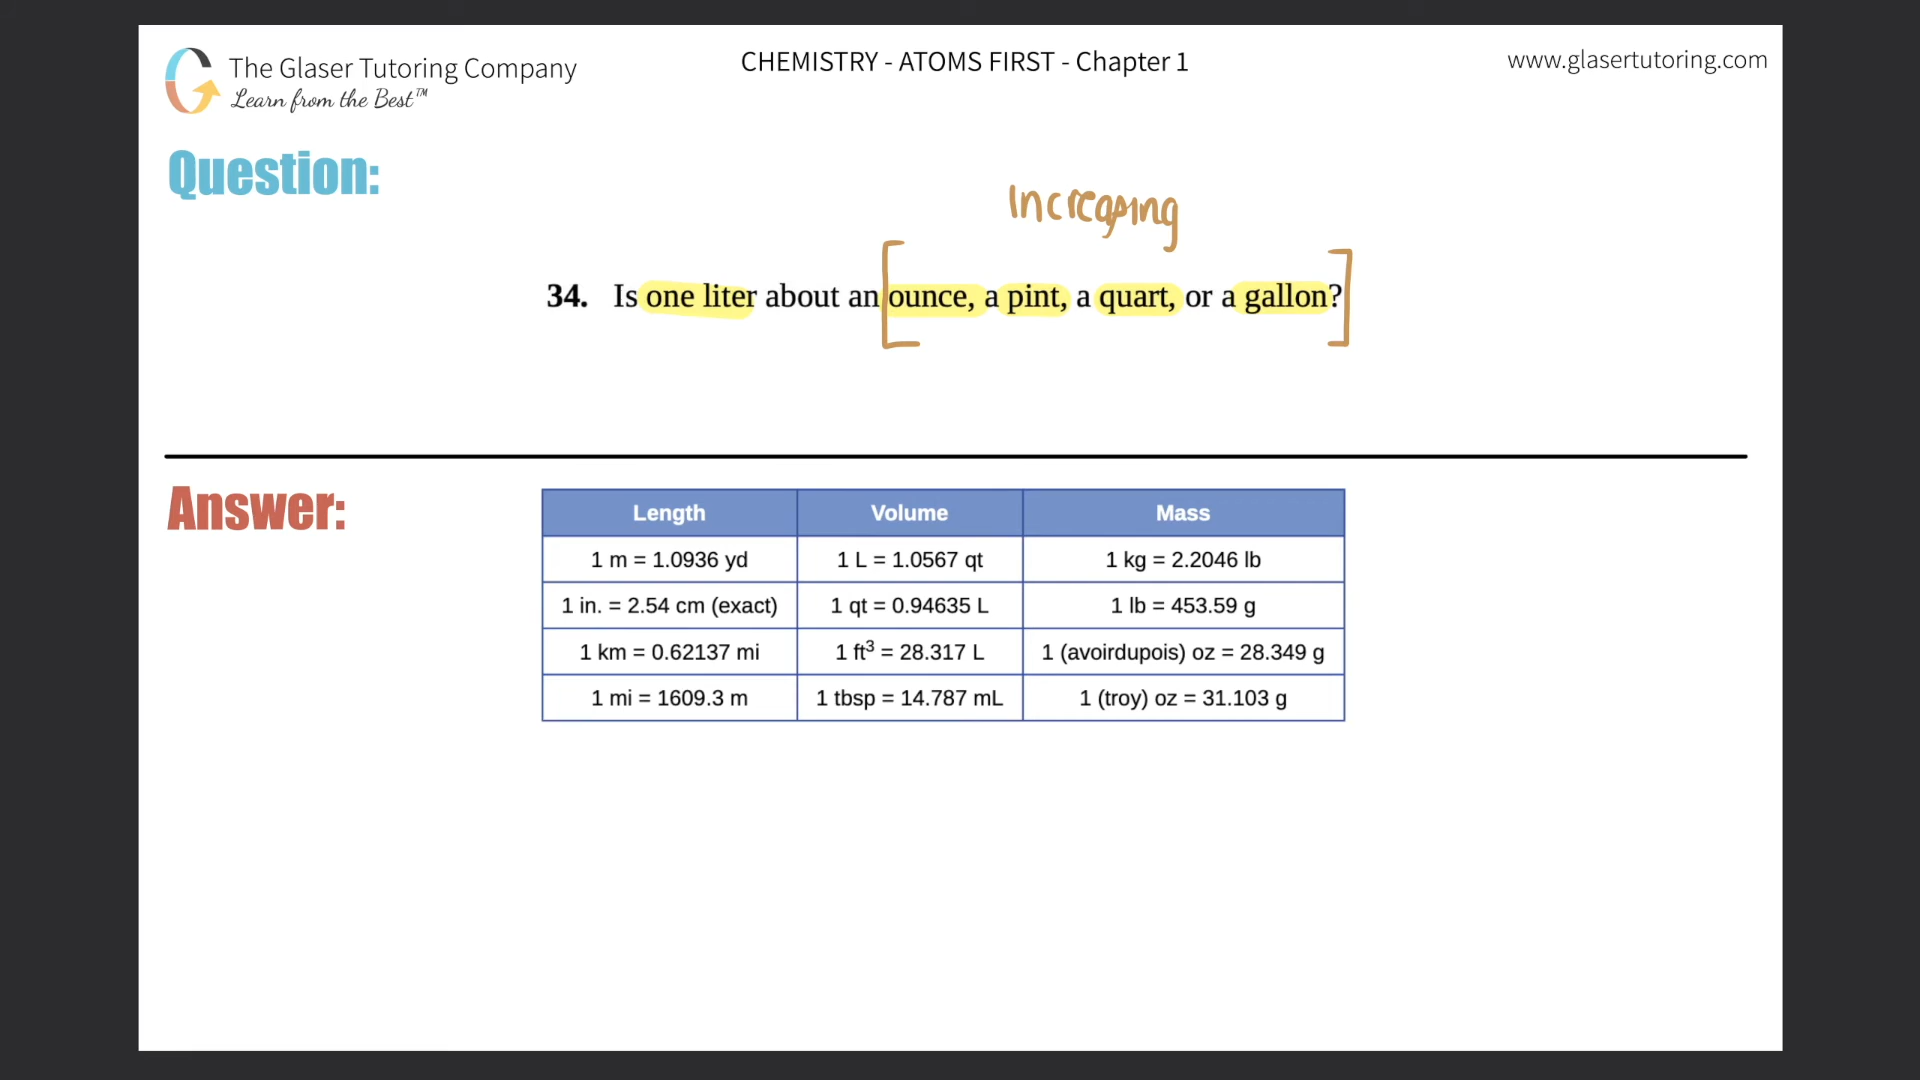 The Glaser Tutoring Company
Learn from the Best™
CHEMISTRY - ATOMS FIRST - Chapter 1
www.glasertutoring.com
Question:
Increasing
34. Is one liter about an ounce, a pint, a quart, or a gallon?
Answer:
Length Volume Mass
1 m = 1.0936 yd 1 L = 1.0567 qt 1 kg = 2.2046 lb
1 in. = 2.54 cm (exact) 1 qt = 0.94635 L 1 lb = 453.59 g
1 km = 0.62137 mi 1 ft³ = 28.317 L 1 (avoirdupois) oz = 28.349 g
1 mi = 1609.3 m 1 tbsp = 14.787 mL 1 (troy) oz = 31.103 g